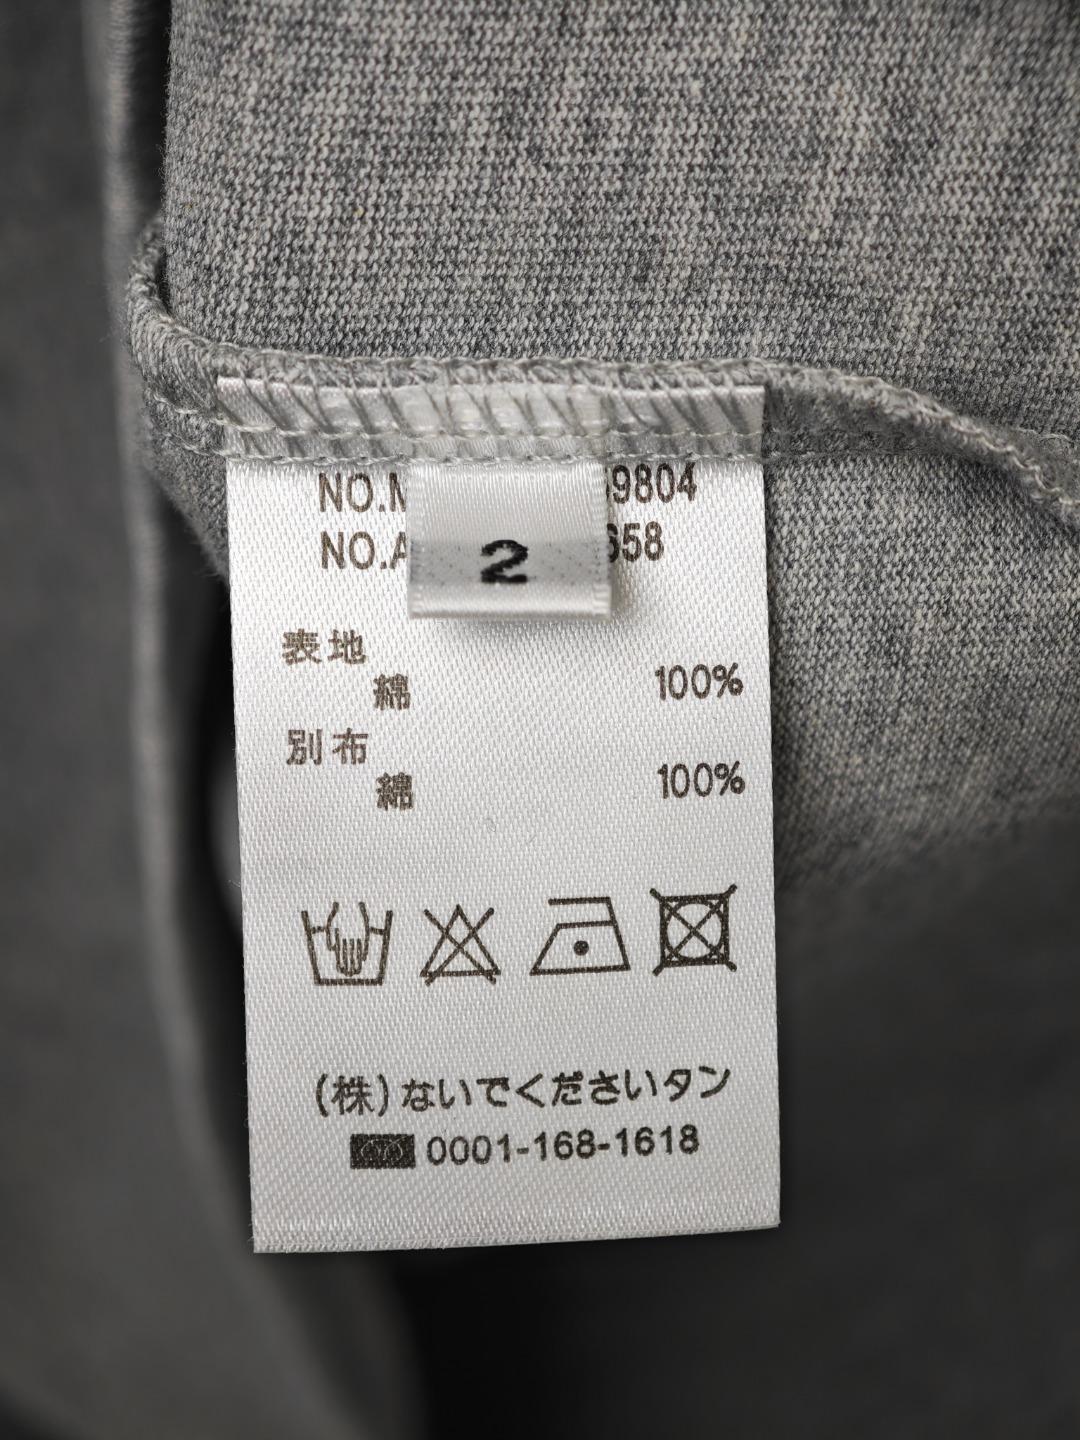 NO.M 9804
NO.A 658
2
表地
綿 100%
別布
綿 100%
(株)ないでくださいタン
0001-168-1618